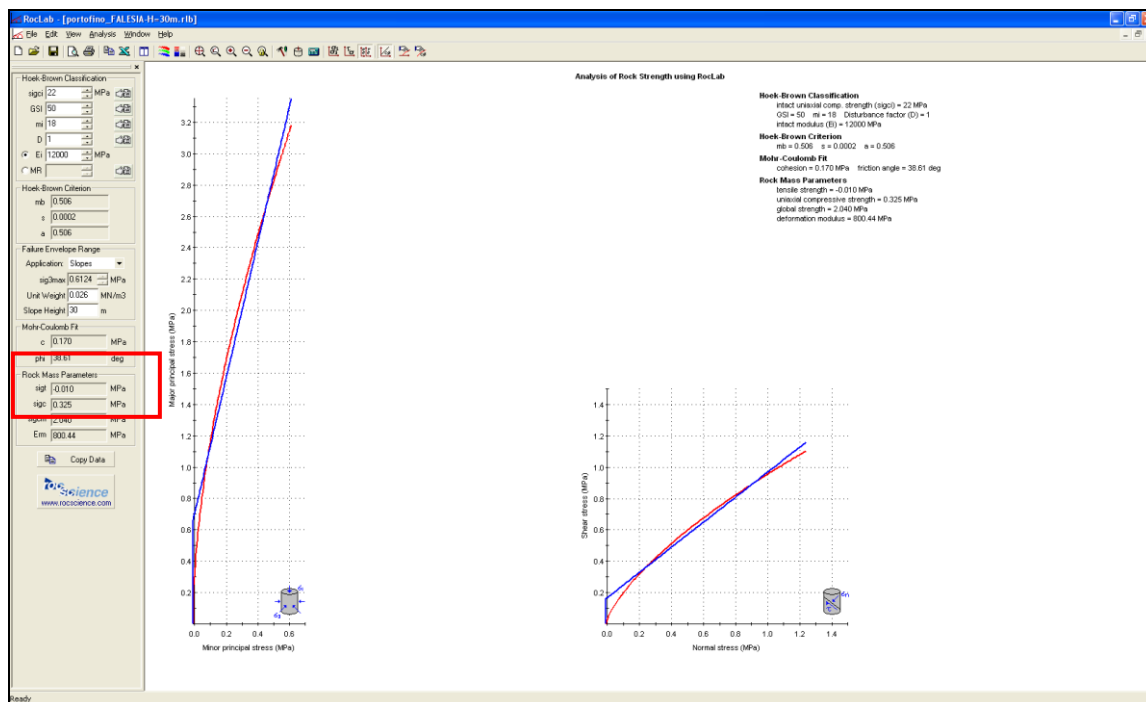 RocLab - [portofino_FALESIA-H=30m.rlb]
File Edit View Analysis Window Help
Hoek-Brown Classification
sigci 22 MPa
GSI 50
mi 18
D 1
Ei 12000 MPa
MR
Hoek-Brown Criterion
mb 0.506
s 0.0002
a 0.506
Failure Envelope Range
Application: Slopes
sig3max 0.6124 MPa
Unit Weight 0.026 MN/m3
Slope Height 30 m
Mohr-Coulomb Fit
c 0.170 MPa
phi 38.61 deg
Rock Mass Parameters
sigt -0.010 MPa
sigc 0.325 MPa
sigcm 2.040 MPa
Erm 800.44 MPa
Copy Data
rocscience
www.rocscience.com
Ready
Analysis of Rock Strength using RocLab
Hoek-Brown Classification
intact uniaxial comp. strength (sigci) = 22 MPa
GSI = 50 mi = 18 Disturbance factor (D) = 1
intact modulus (Ei) = 12000 MPa
Hoek-Brown Criterion
mb = 0.506 s = 0.0002 a = 0.506
Mohr-Coulomb Fit
cohesion = 0.170 MPa friction angle = 38.61 deg
Rock Mass Parameters
tensile strength = -0.010 MPa
uniaxial compressive strength = 0.325 MPa
global strength = 2.040 MPa
deformation modulus = 800.44 MPa
Major principal stress (MPa)
3.2
3.0
2.8
2.6
2.4
2.2
2.0
1.8
1.6
1.4
1.2
1.0
0.8
0.6
0.4
0.2
0.0 0.2 0.4 0.6
Minor principal stress (MPa)
Shear stress (MPa)
1.4
1.2
1.0
0.8
0.6
0.4
0.2
0.0 0.2 0.4 0.6 0.8 1.0 1.2 1.4
Normal stress (MPa)